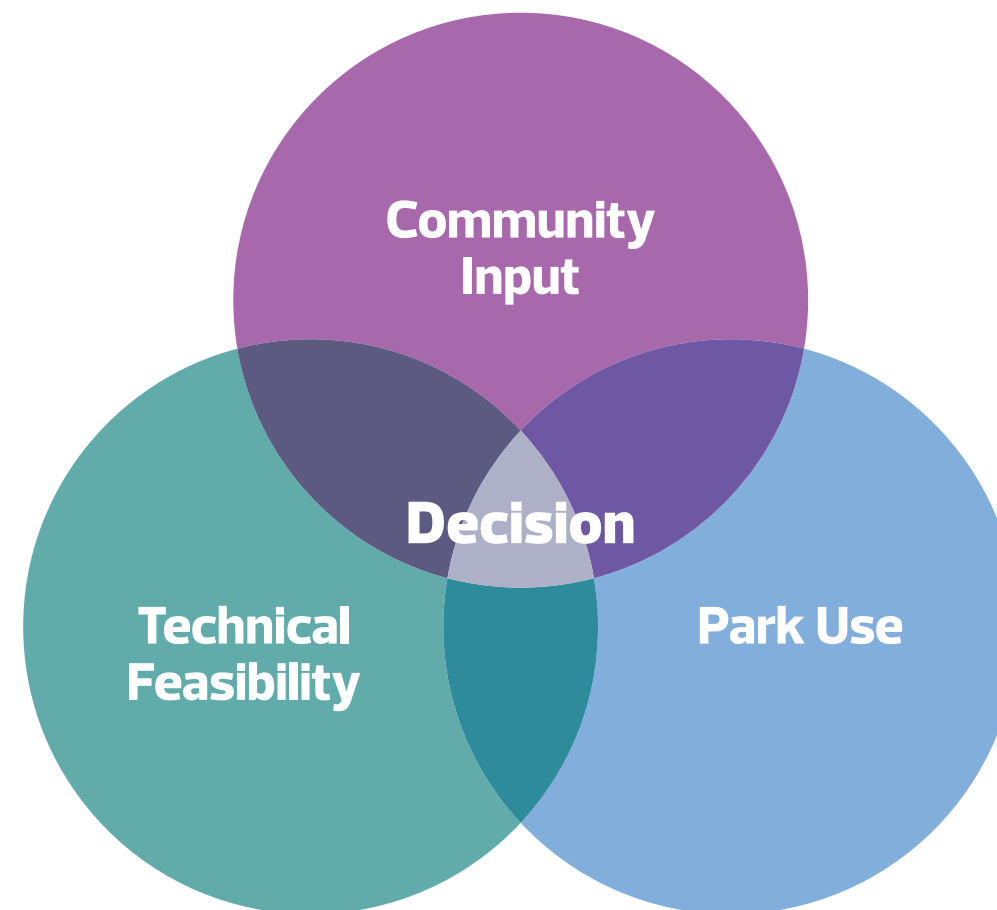 Community
Input
Decision
Technical
Feasibility
Park Use